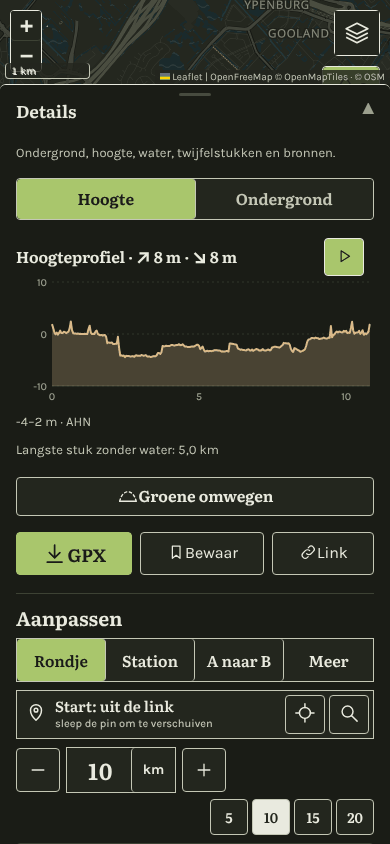 YPENBURG
+
GOOLAND
−
1 km
Leaflet | OpenFreeMap © OpenMapTiles · © OSM
Details
Ondergrond, hoogte, water, twijfelstukken en bronnen.
Hoogte Ondergrond
Hoogteprofiel · ↗ 8 m · ↘ 8 m
10
0
-10
0 5 10
-4–2 m · AHN
Langste stuk zonder water: 5,0 km
Groene omwegen
GPX Bewaar Link
Aanpassen
Rondje Station A naar B Meer
Start: uit de link
sleep de pin om te verschuiven
− 10 km +
5 10 15 20